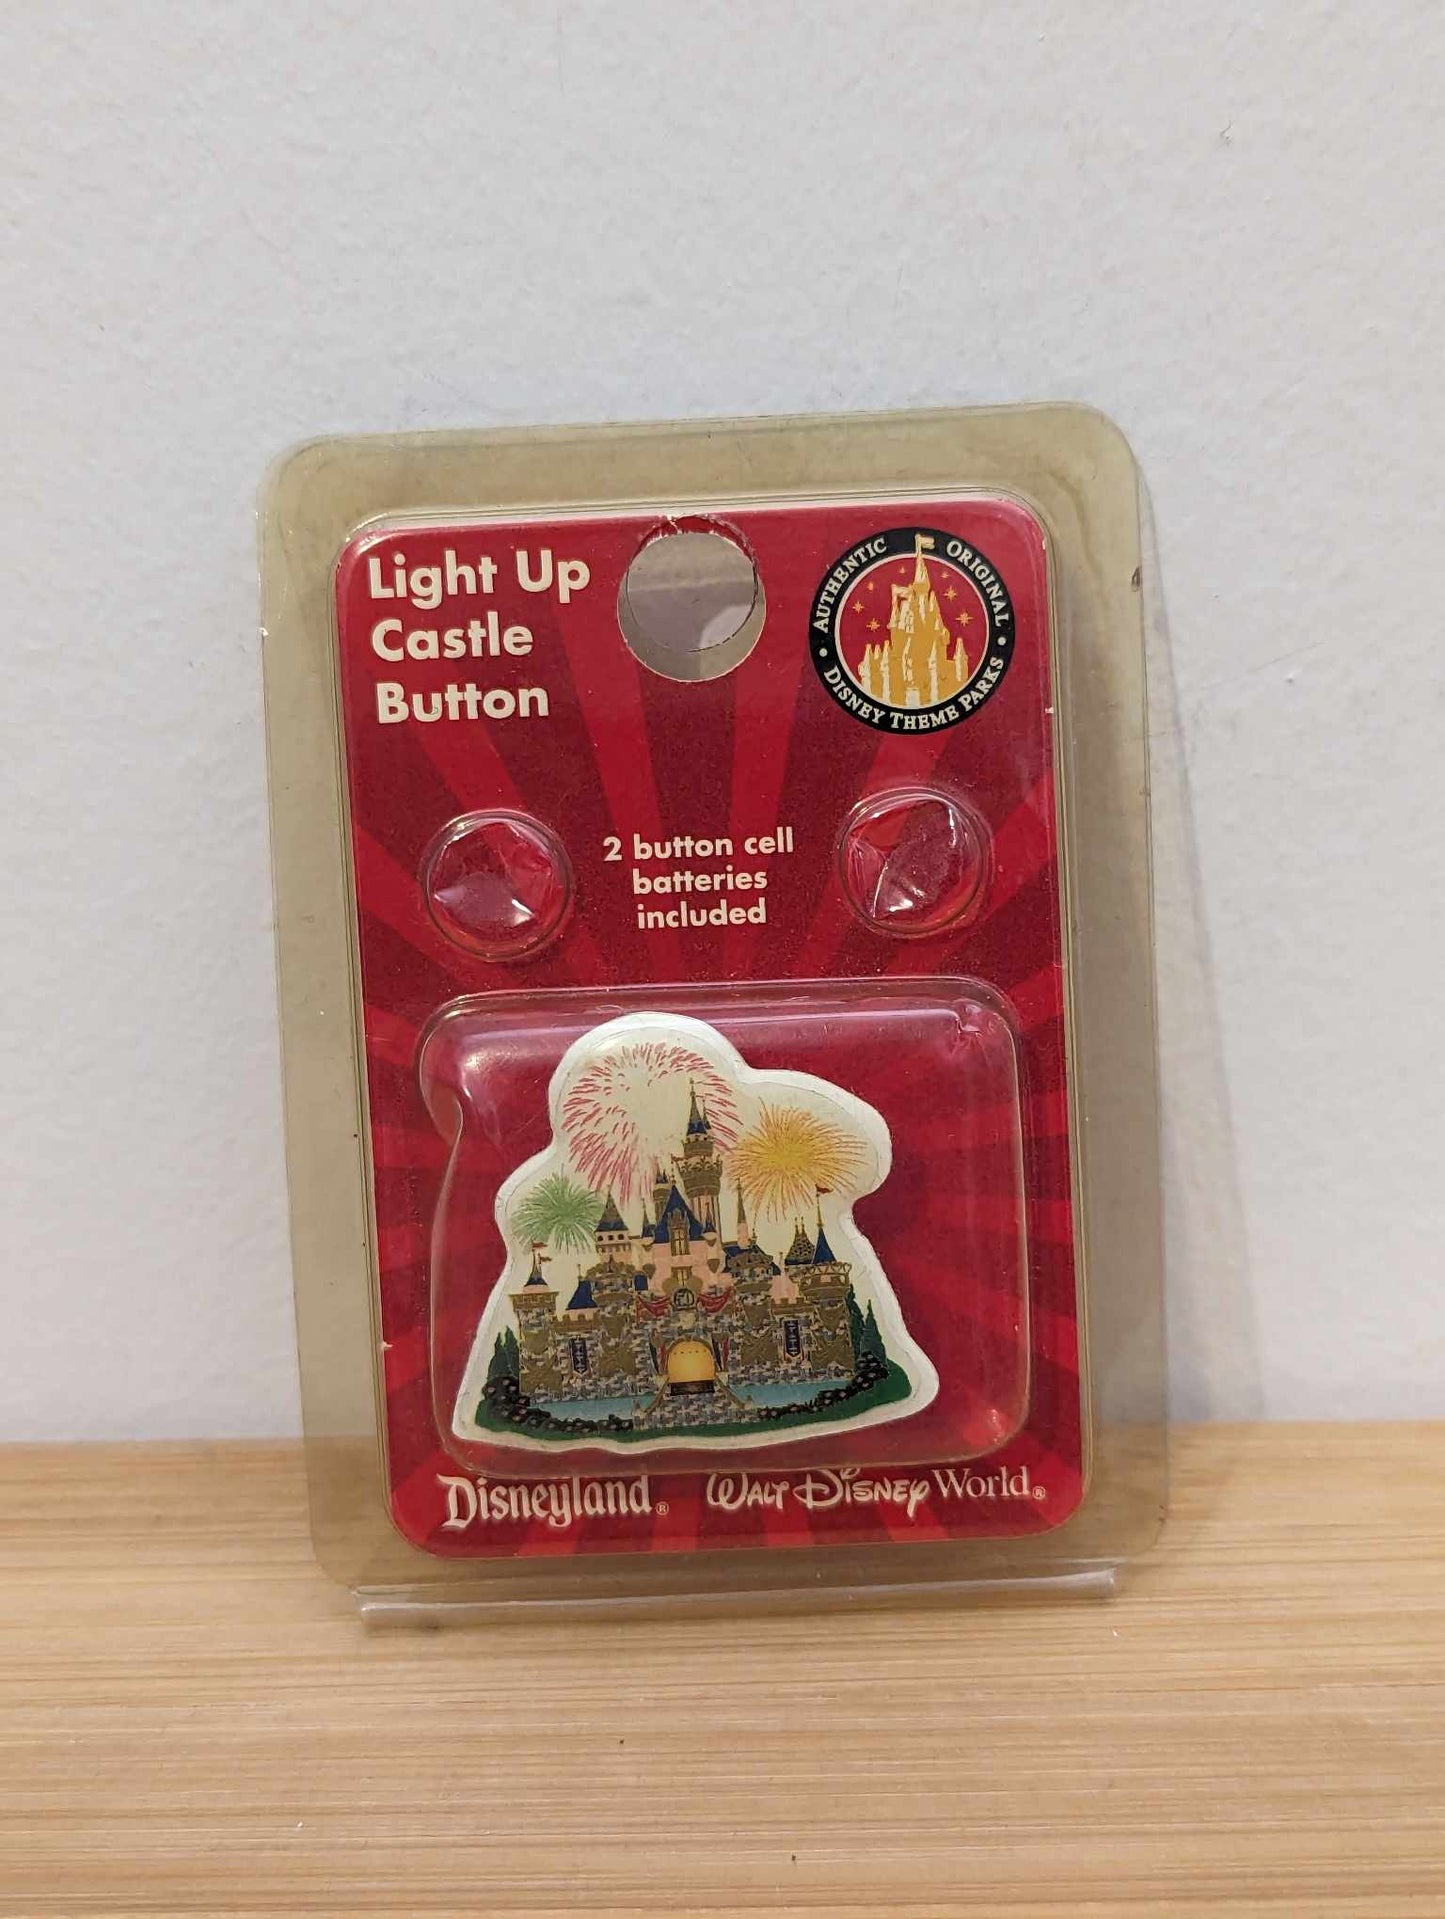 Light Up
Castle
Button
AUTHENTIC ORIGINAL
• DISNEY THEME PARKS •
2 button cell
batteries
included
50
Disneyland®
WALT DISNEY World®